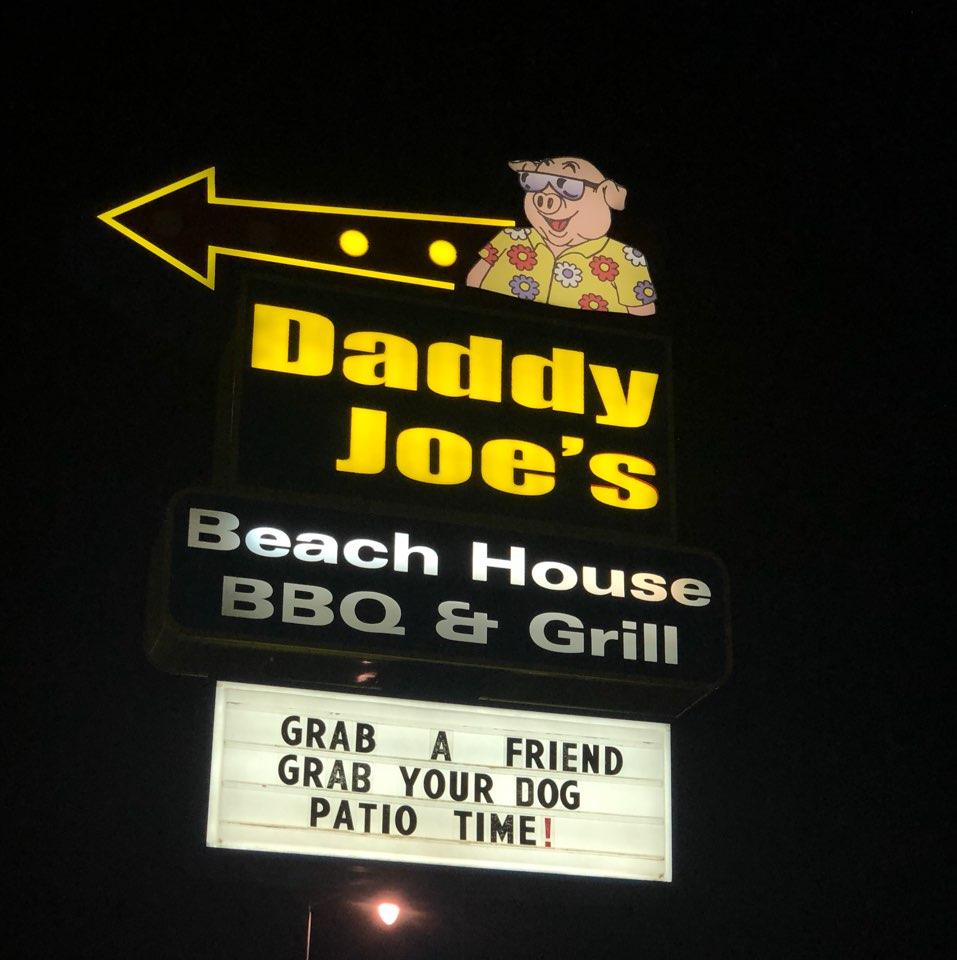 Daddy
Joe's
Beach House
BBQ & Grill
GRAB A FRIEND
GRAB YOUR DOG
PATIO TIME!